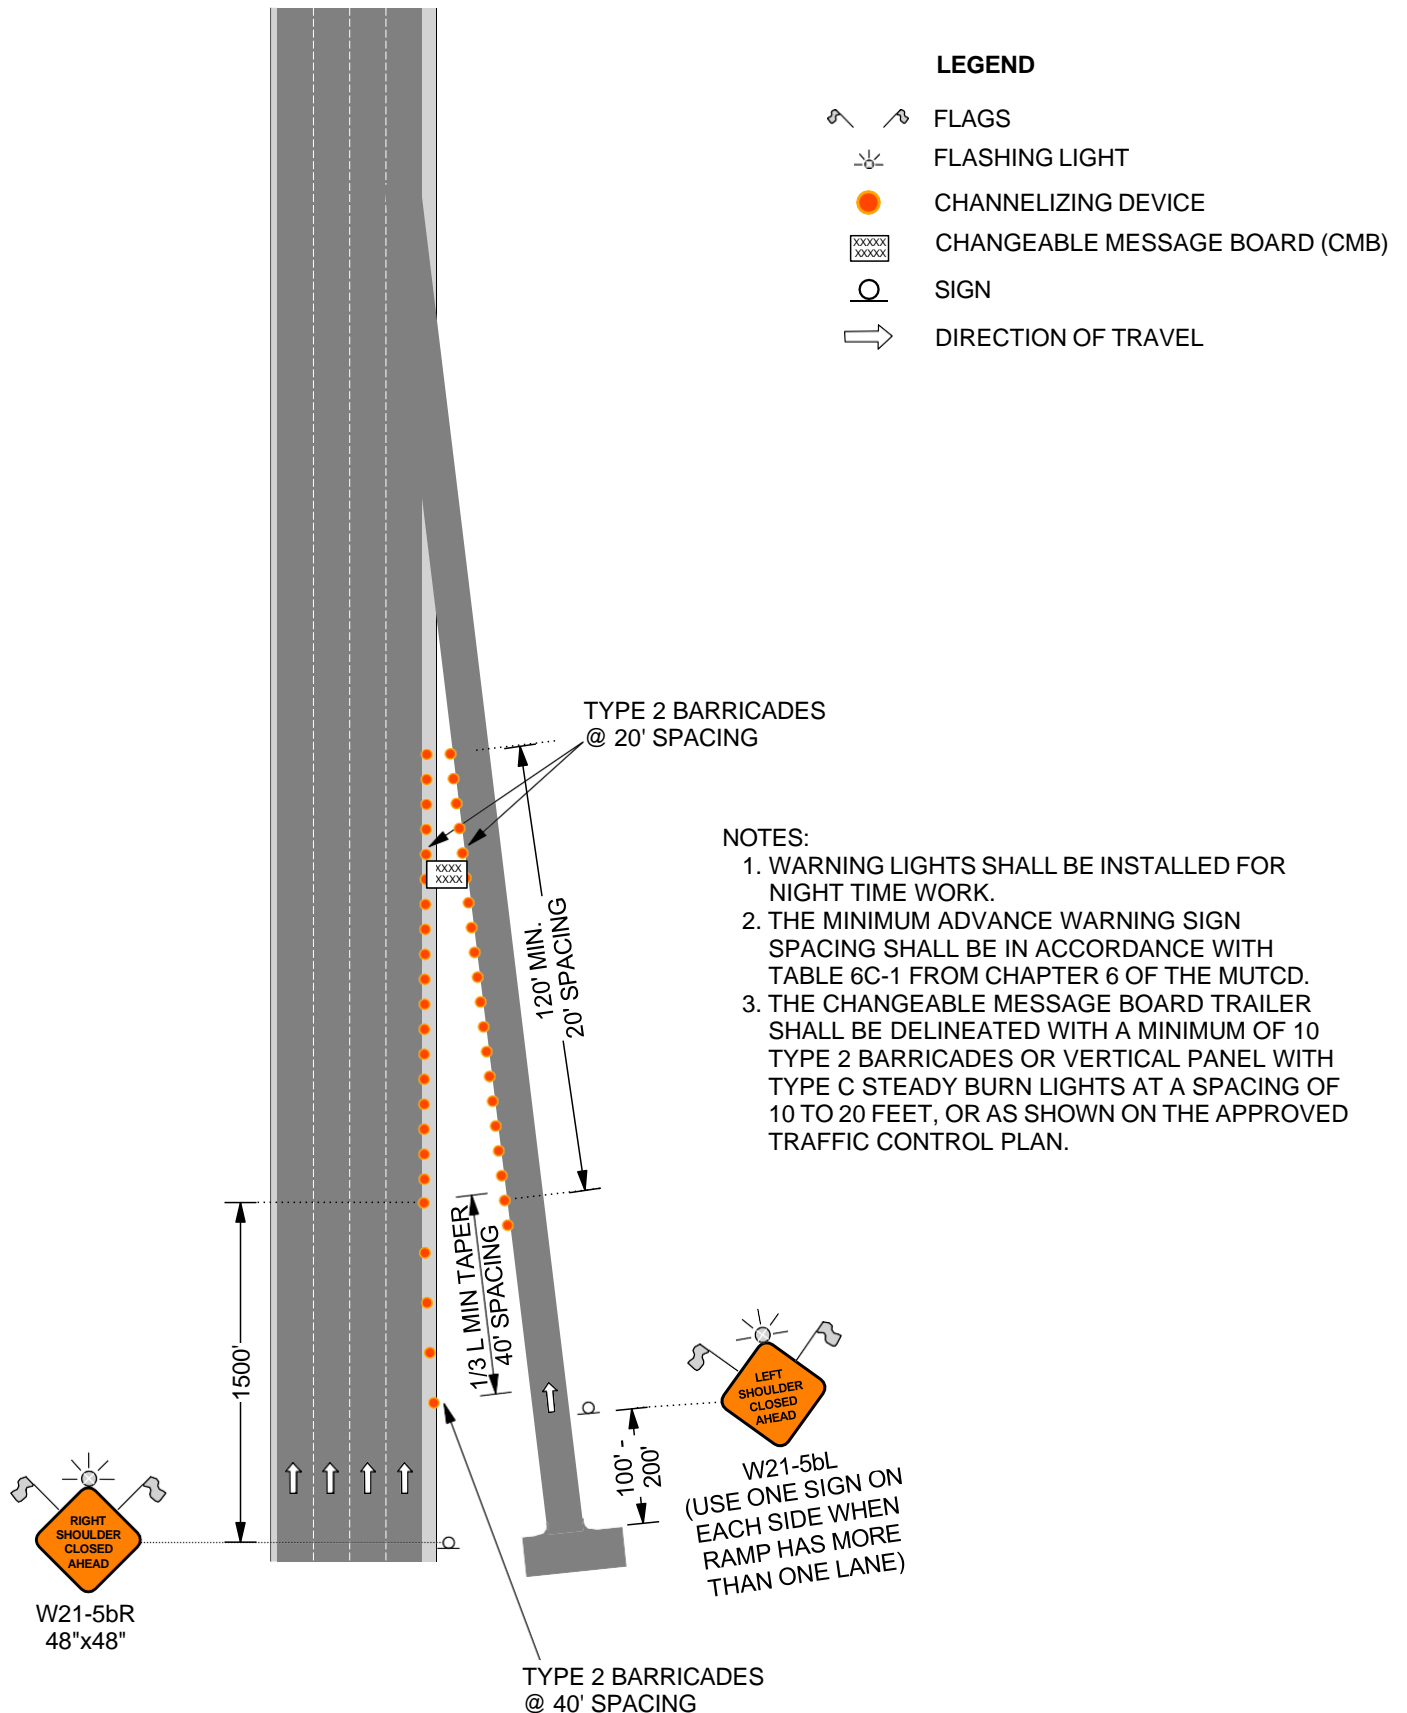 LEGEND
FLAGS
FLASHING LIGHT
CHANNELIZING DEVICE
XXXXX
XXXXX
CHANGEABLE MESSAGE BOARD (CMB)
SIGN
DIRECTION OF TRAVEL
TYPE 2 BARRICADES
@ 20' SPACING
XXXX
XXXX
120' MIN.
20' SPACING
NOTES:
1. WARNING LIGHTS SHALL BE INSTALLED FOR
NIGHT TIME WORK.
2. THE MINIMUM ADVANCE WARNING SIGN
SPACING SHALL BE IN ACCORDANCE WITH
TABLE 6C-1 FROM CHAPTER 6 OF THE MUTCD.
3. THE CHANGEABLE MESSAGE BOARD TRAILER
SHALL BE DELINEATED WITH A MINIMUM OF 10
TYPE 2 BARRICADES OR VERTICAL PANEL WITH
TYPE C STEADY BURN LIGHTS AT A SPACING OF
10 TO 20 FEET, OR AS SHOWN ON THE APPROVED
TRAFFIC CONTROL PLAN.
1/3 L MIN TAPER
40' SPACING
1500'
LEFT
SHOULDER
CLOSED
AHEAD
100' -
200'
W21-5bL
(USE ONE SIGN ON
EACH SIDE WHEN
RAMP HAS MORE
THAN ONE LANE)
RIGHT
SHOULDER
CLOSED
AHEAD
W21-5bR
48"x48"
TYPE 2 BARRICADES
@ 40' SPACING